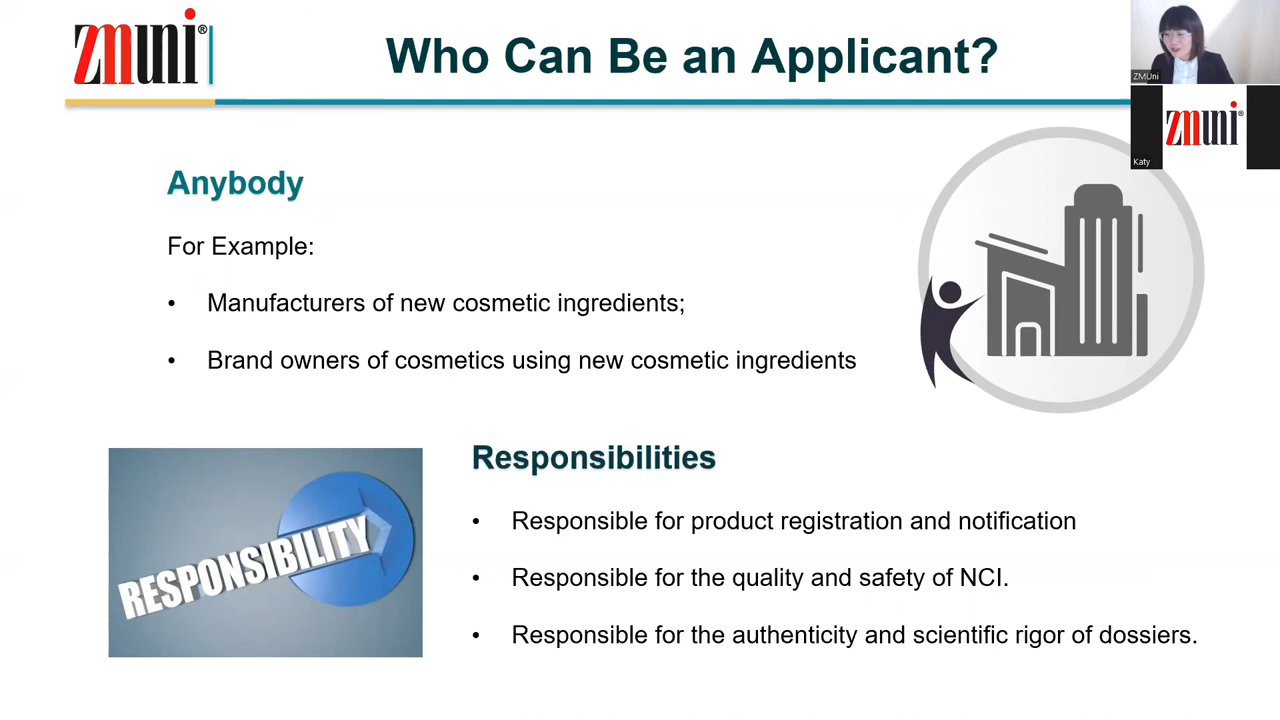 zmuni®
Who Can Be an Applicant?
ZMUni
zmuni®
Katy
Anybody
For Example:
• Manufacturers of new cosmetic ingredients;
• Brand owners of cosmetics using new cosmetic ingredients
RESPONSIBILITY
Responsibilities
• Responsible for product registration and notification
• Responsible for the quality and safety of NCI.
• Responsible for the authenticity and scientific rigor of dossiers.